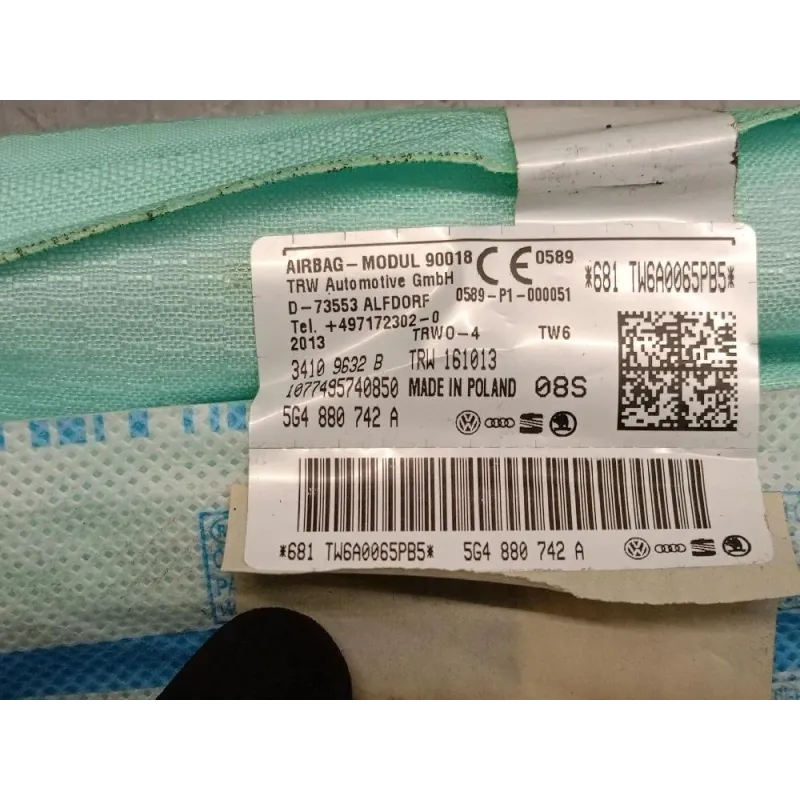 AIRBAG-MODUL 90018 CE 0589
TRW Automotive GmbH
D-73553 ALFDORF 0589-P1-000051
Tel. +497172302-0
2013 TRWO-4 TW6
3410 9632 B TRW 161013
1077495740850 MADE IN POLAND 08S
5G4 880 742 A
*681 TW6A0065PB5*
*681 TW6A0065PB5* 5G4 880 742 A